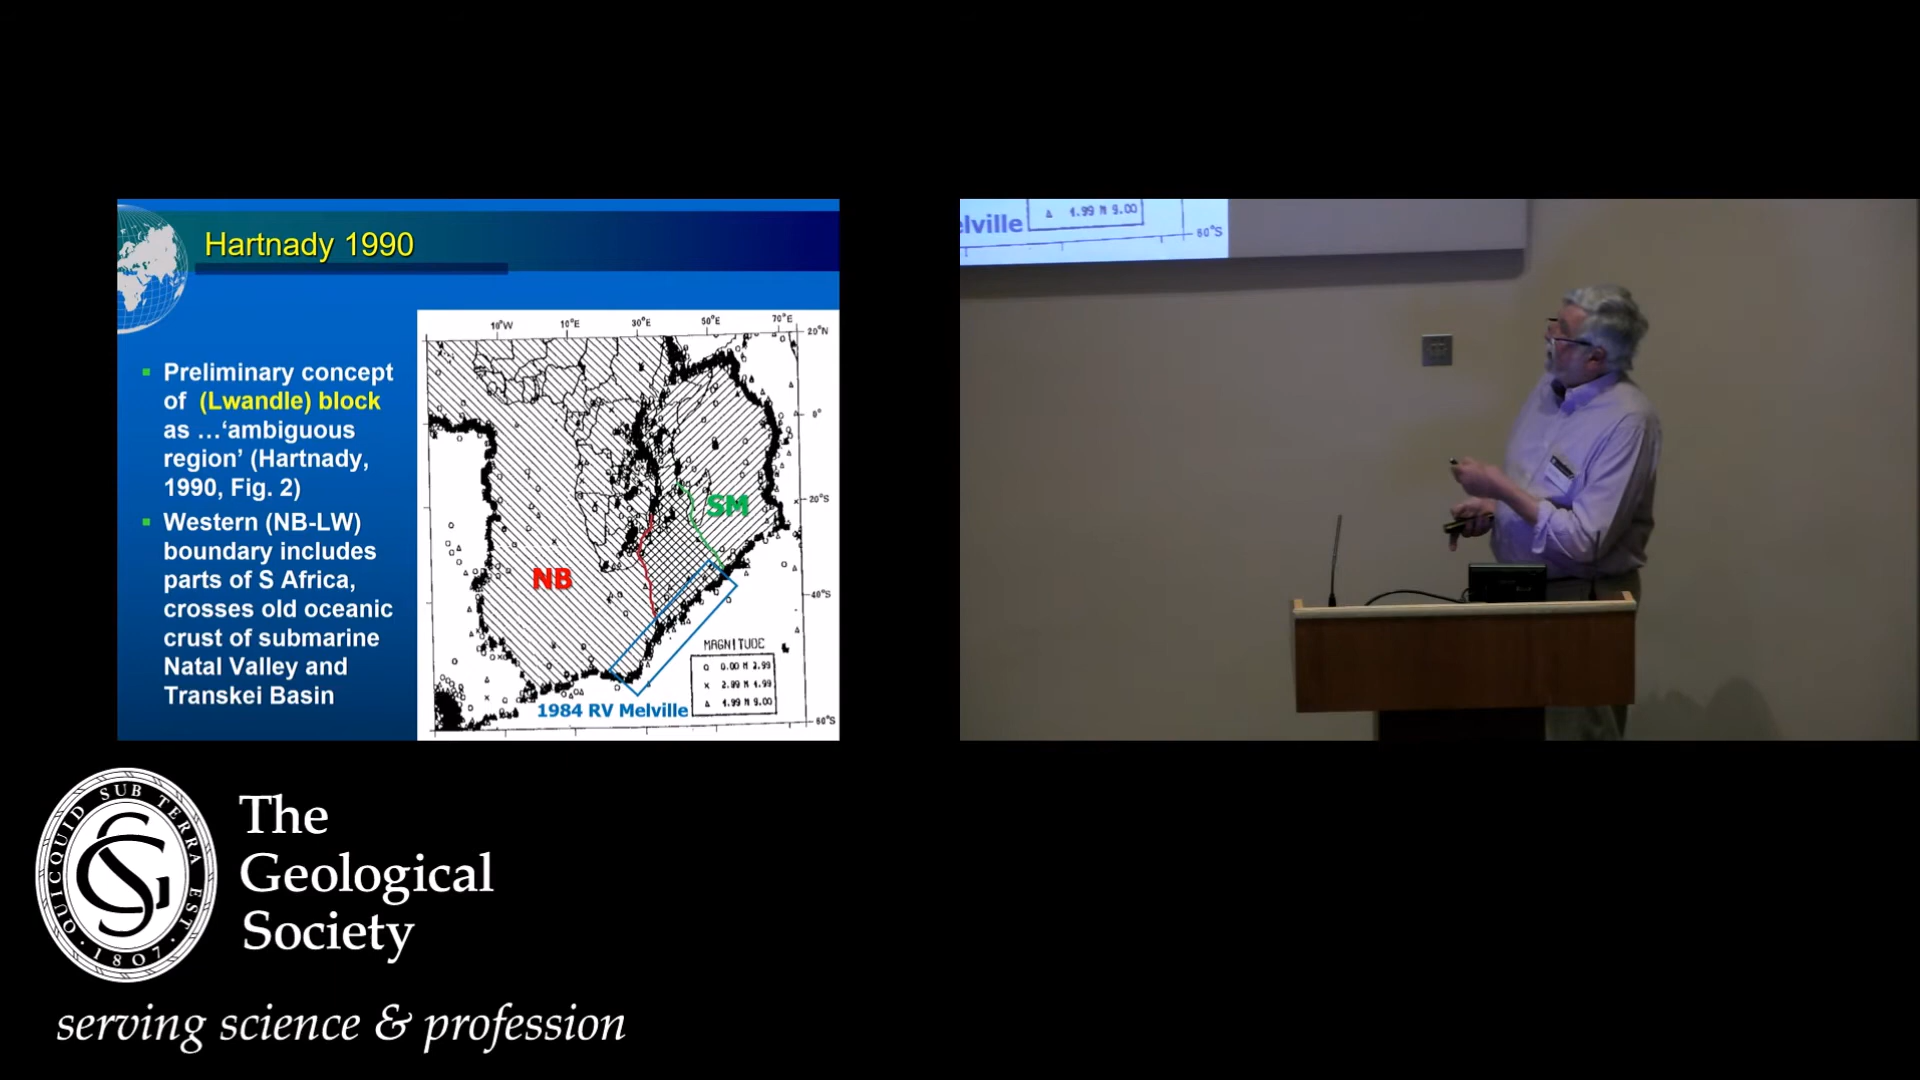 Hartnady 1990
Preliminary concept
of (Lwandle) block
as …‘ambiguous
region’ (Hartnady,
1990, Fig. 2)
Western (NB-LW)
boundary includes
parts of S Africa,
crosses old oceanic
crust of submarine
Natal Valley and
Transkei Basin
10°W 10°E 30°E 50°E 70°E
20°N
0°
20°S
40°S
60°S
SM
NB
MAGNITUDE
0.00 M 2.99
2.99 M 4.99
4.99 M 9.00
1984 RV Melville
elville
4.99 M 9.00
60°S
QUICQUID SUB TERRA EST
1807
The
Geological
Society
serving science & profession